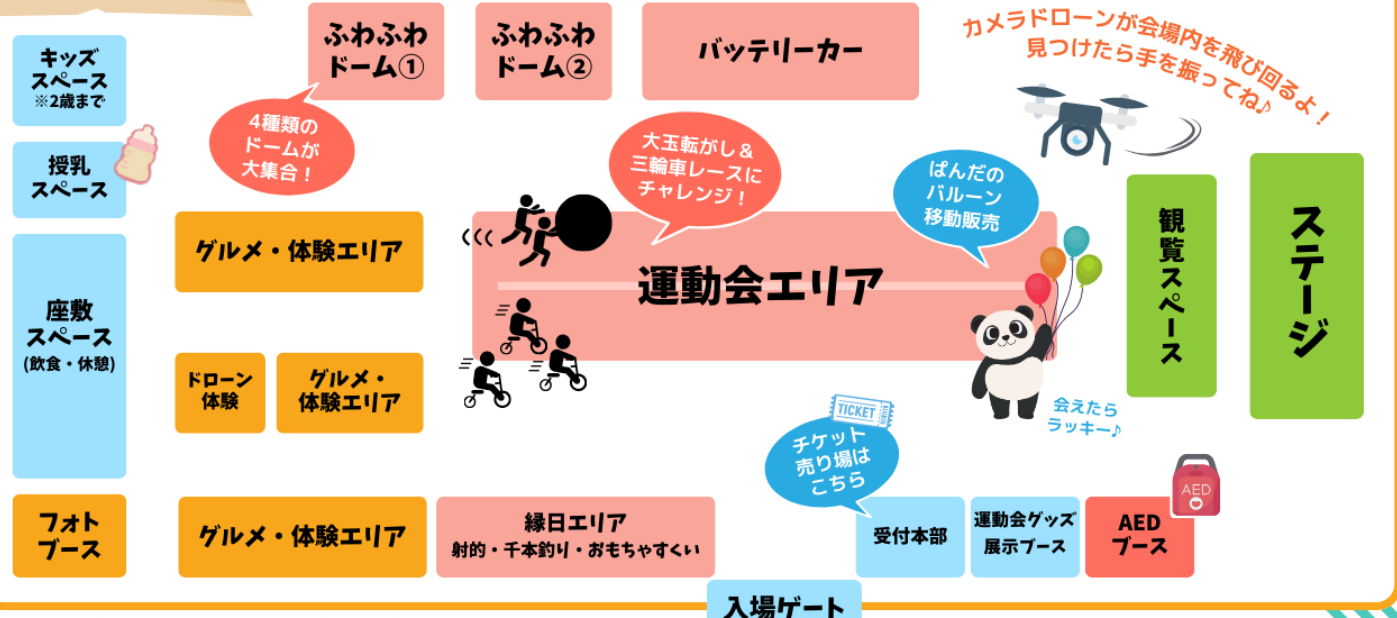 キッズ
スペース
※2歳まで
ふわふわ
ドーム①
ふわふわ
ドーム②
バッテリーカー
カメラドローンが会場内を飛び回るよ！
見つけたら手を振ってね♪
4種類の
ドームが
大集合！
大玉転がし＆
三輪車レースに
チャレンジ！
ぱんだの
バルーン
移動販売
授乳
スペース
グルメ・体験エリア
運動会エリア
観覧スペース
ステージ
座敷
スペース
(飲食・休憩)
ドローン
体験
グルメ・
体験エリア
会えたら
ラッキー♪
TICKET
チケット
売り場は
こちら
フォト
ブース
グルメ・体験エリア
縁日エリア
射的・千本釣り・おもちゃすくい
受付本部
運動会グッズ
展示ブース
AED
ブース
AED
入場ゲート